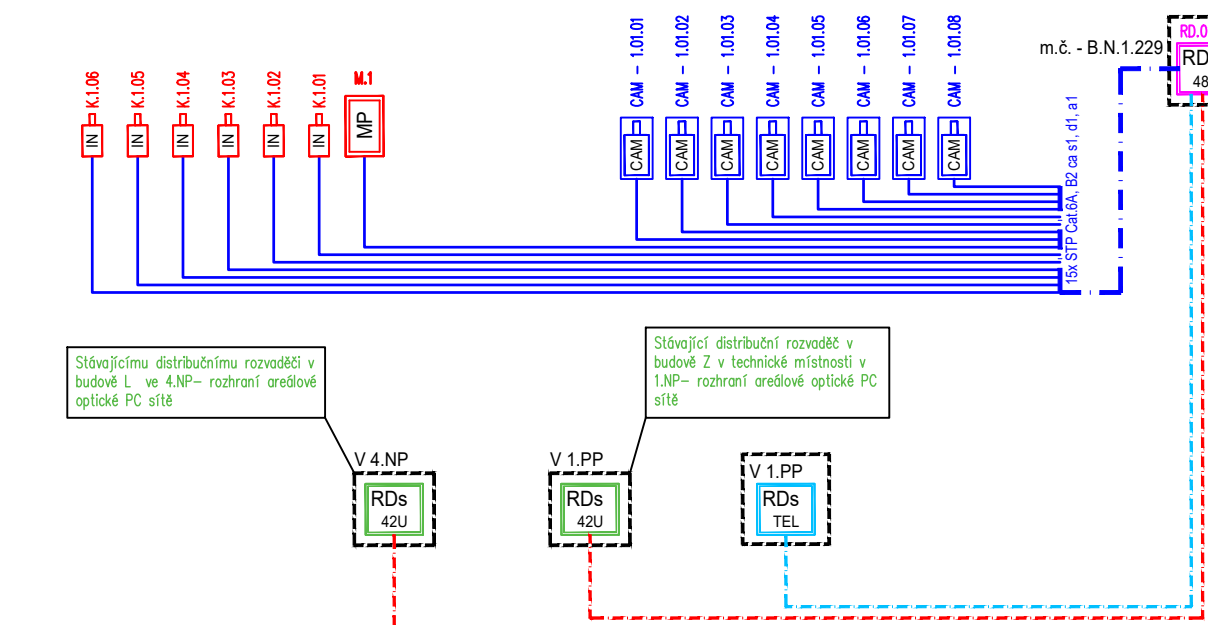 K.1.06
K.1.05
K.1.04
K.1.03
K.1.02
K.1.01
M.1
IN
IN
IN
IN
IN
IN
MP
CAM - 1.01.01
CAM - 1.01.02
CAM - 1.01.03
CAM - 1.01.04
CAM - 1.01.05
CAM - 1.01.06
CAM - 1.01.07
CAM - 1.01.08
CAM
CAM
CAM
CAM
CAM
CAM
CAM
CAM
15x STP Cat.6A, B2 ca s1, d1, a1
m.č. - B.N.1.229
RD.0
RD
48
Stávajícímu distribučnímu rozvaděči v
budově L ve 4.NP– rozhraní areálové
optické PC sítě
Stávající distribuční rozvaděč v
budově Z v technické místnosti v
1.NP– rozhraní areálové optické PC
sítě
V 4.NP
RDs
42U
V 1.PP
RDs
42U
V 1.PP
RDs
TEL